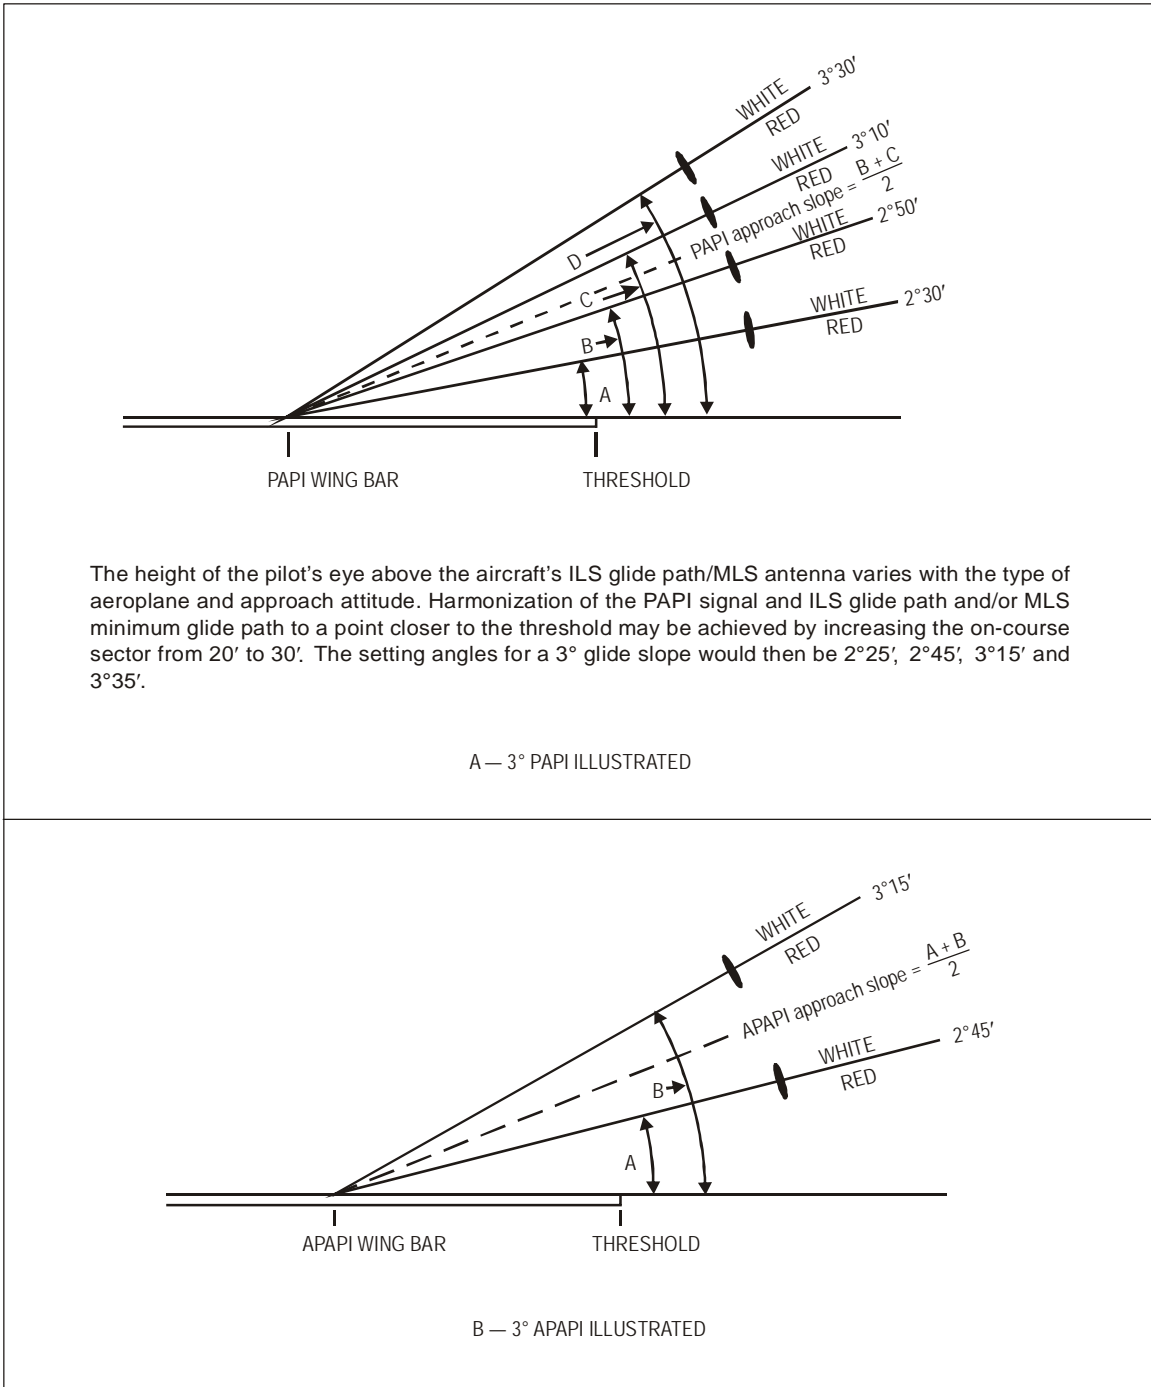 WHITE 3°30′
RED
WHITE 3°10′
RED
PAPI approach slope = B + C
2
WHITE 2°50′
RED
WHITE 2°30′
RED
D
C
B
A
PAPI WING BAR THRESHOLD
The height of the pilot's eye above the aircraft's ILS glide path/MLS antenna varies with the type of
aeroplane and approach attitude. Harmonization of the PAPI signal and ILS glide path and/or MLS
minimum glide path to a point closer to the threshold may be achieved by increasing the on-course
sector from 20′ to 30′. The setting angles for a 3° glide slope would then be 2°25′, 2°45′, 3°15′ and
3°35′.
A — 3° PAPI ILLUSTRATED
WHITE 3°15′
RED
APAPI approach slope = A + B
2
WHITE 2°45′
RED
B
A
APAPI WING BAR THRESHOLD
B — 3° APAPI ILLUSTRATED